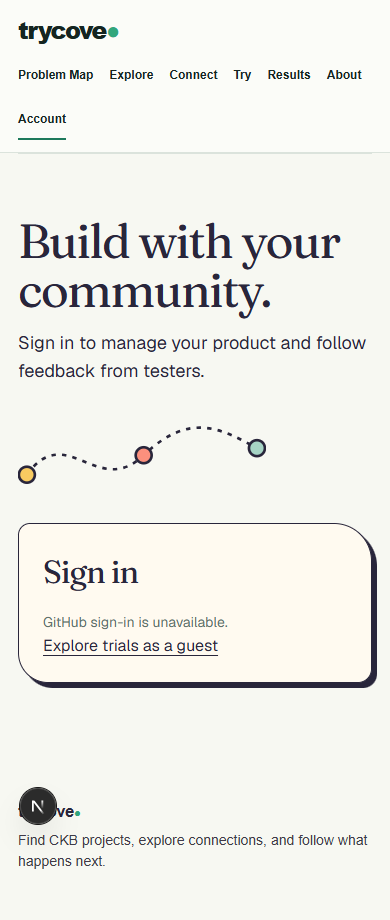 trycove
Problem Map Explore Connect Try Results About
Account
Build with your
community.
Sign in to manage your product and follow
feedback from testers.
Sign in
GitHub sign-in is unavailable.
Explore trials as a guest
N
Find CKB projects, explore connections, and follow what
happens next.